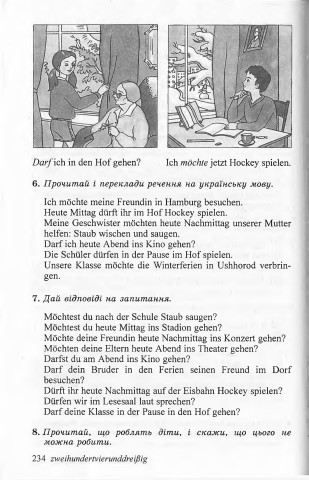 Darf ich in den Hof gehen?
Ich möchte jetzt Hockey spielen.
6. Прочитай і переклади речення на українську мову.
Ich möchte meine Freundin in Hamburg besuchen.
Heute Mittag dürft ihr im Hof Hockey spielen.
Meine Geschwister möchten heute Nachmittag unserer Mutter
helfen: Staub wischen und saugen.
Darf ich heute Abend ins Kino gehen?
Die Schüler dürfen in der Pause im Hof spielen.
Unsere Klasse möchte die Winterferien in Ushhorod verbrin-
gen.
7. Дай відповіді на запитання.
Möchtest du nach der Schule Staub saugen?
Möchtest du heute Mittag ins Stadion gehen?
Möchte deine Freundin heute Nachmittag ins Konzert gehen?
Möchten deine Eltern heute Abend ins Theater gehen?
Darfst du am Abend ins Kino gehen?
Darf dein Bruder in den Ferien seinen Freund im Dorf
besuchen?
Dürft ihr heute Nachmittag auf der Eisbahn Hockey spielen?
Dürfen wir im Lesesaal laut sprechen?
Darf deine Klasse in der Pause in den Hof gehen?
8. Прочитай, що роблять діти, і скажи, що цього не
можна робити.
234 zweihundertvierunddreißig